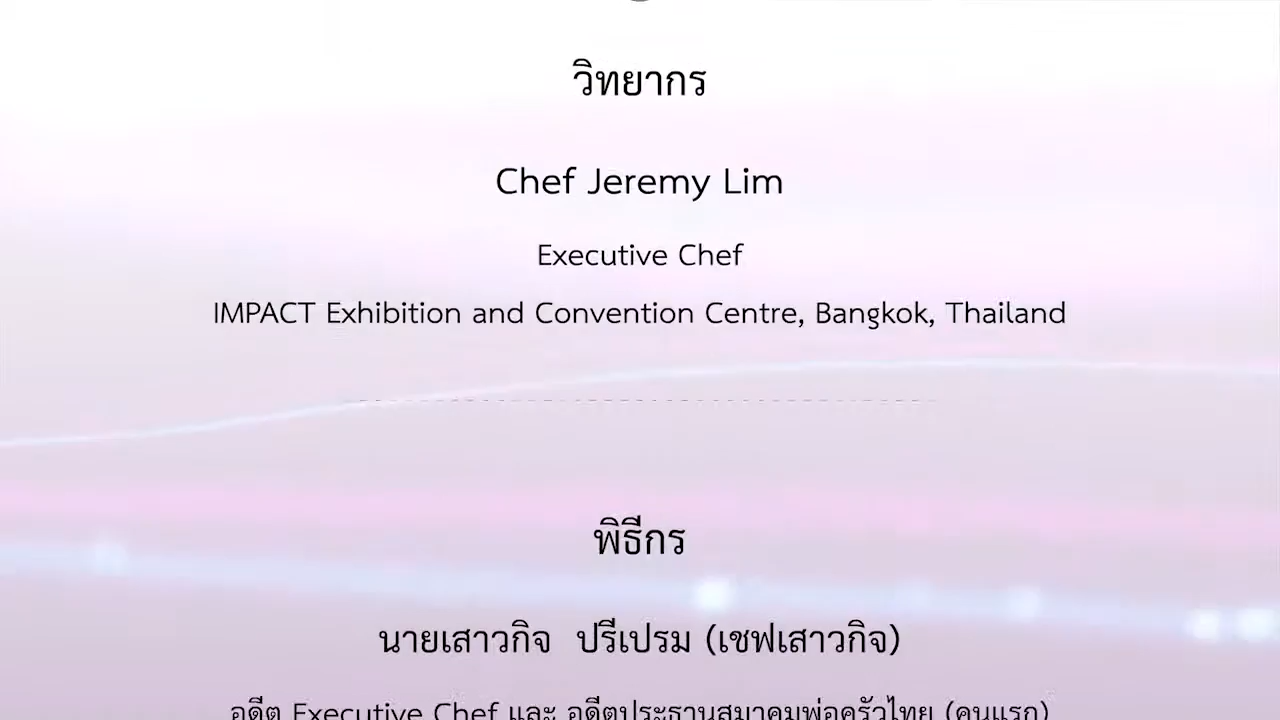 วิทยากร
Chef Jeremy Lim
Executive Chef
IMPACT Exhibition and Convention Centre, Bangkok, Thailand
พิธีกร
นายเสาวกิจ ปรีเปรม (เชฟเสาวกิจ)
อดีต Executive Chef และ อดีตประธานสมาคมพ่อครัวไทย (คนแรก)